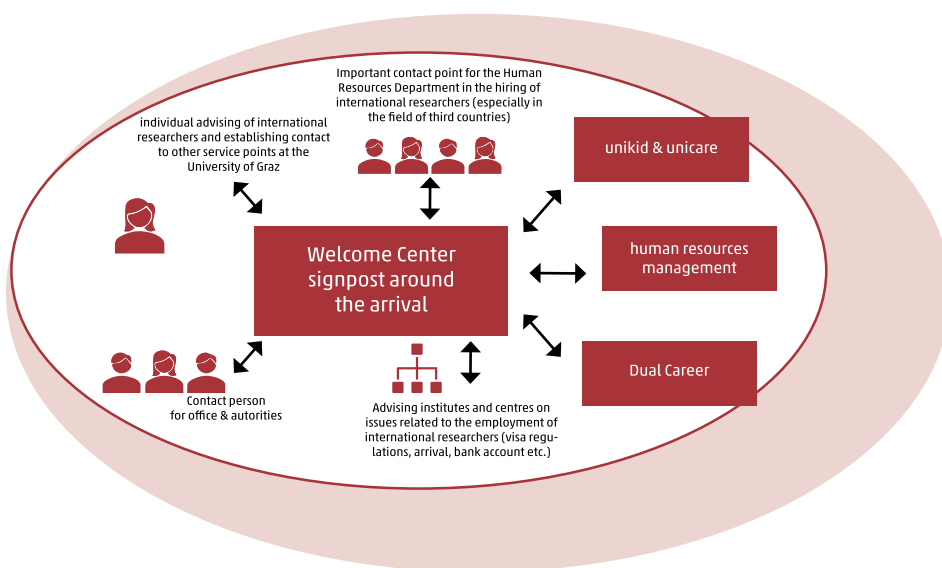 Important contact point for the Human
Resources Department in the hiring of
international researchers (especially in
the field of third countries)
individual advising of international
researchers and establishing contact
to other service points at the
University of Graz
unikid & unicare
Welcome Center
signpost around
the arrival
human resources
management
Dual Career
Contact person
for office & autorities
Advising institutes and centres on
issues related to the employment of
international researchers (visa regu-
lations, arrival, bank account etc.)